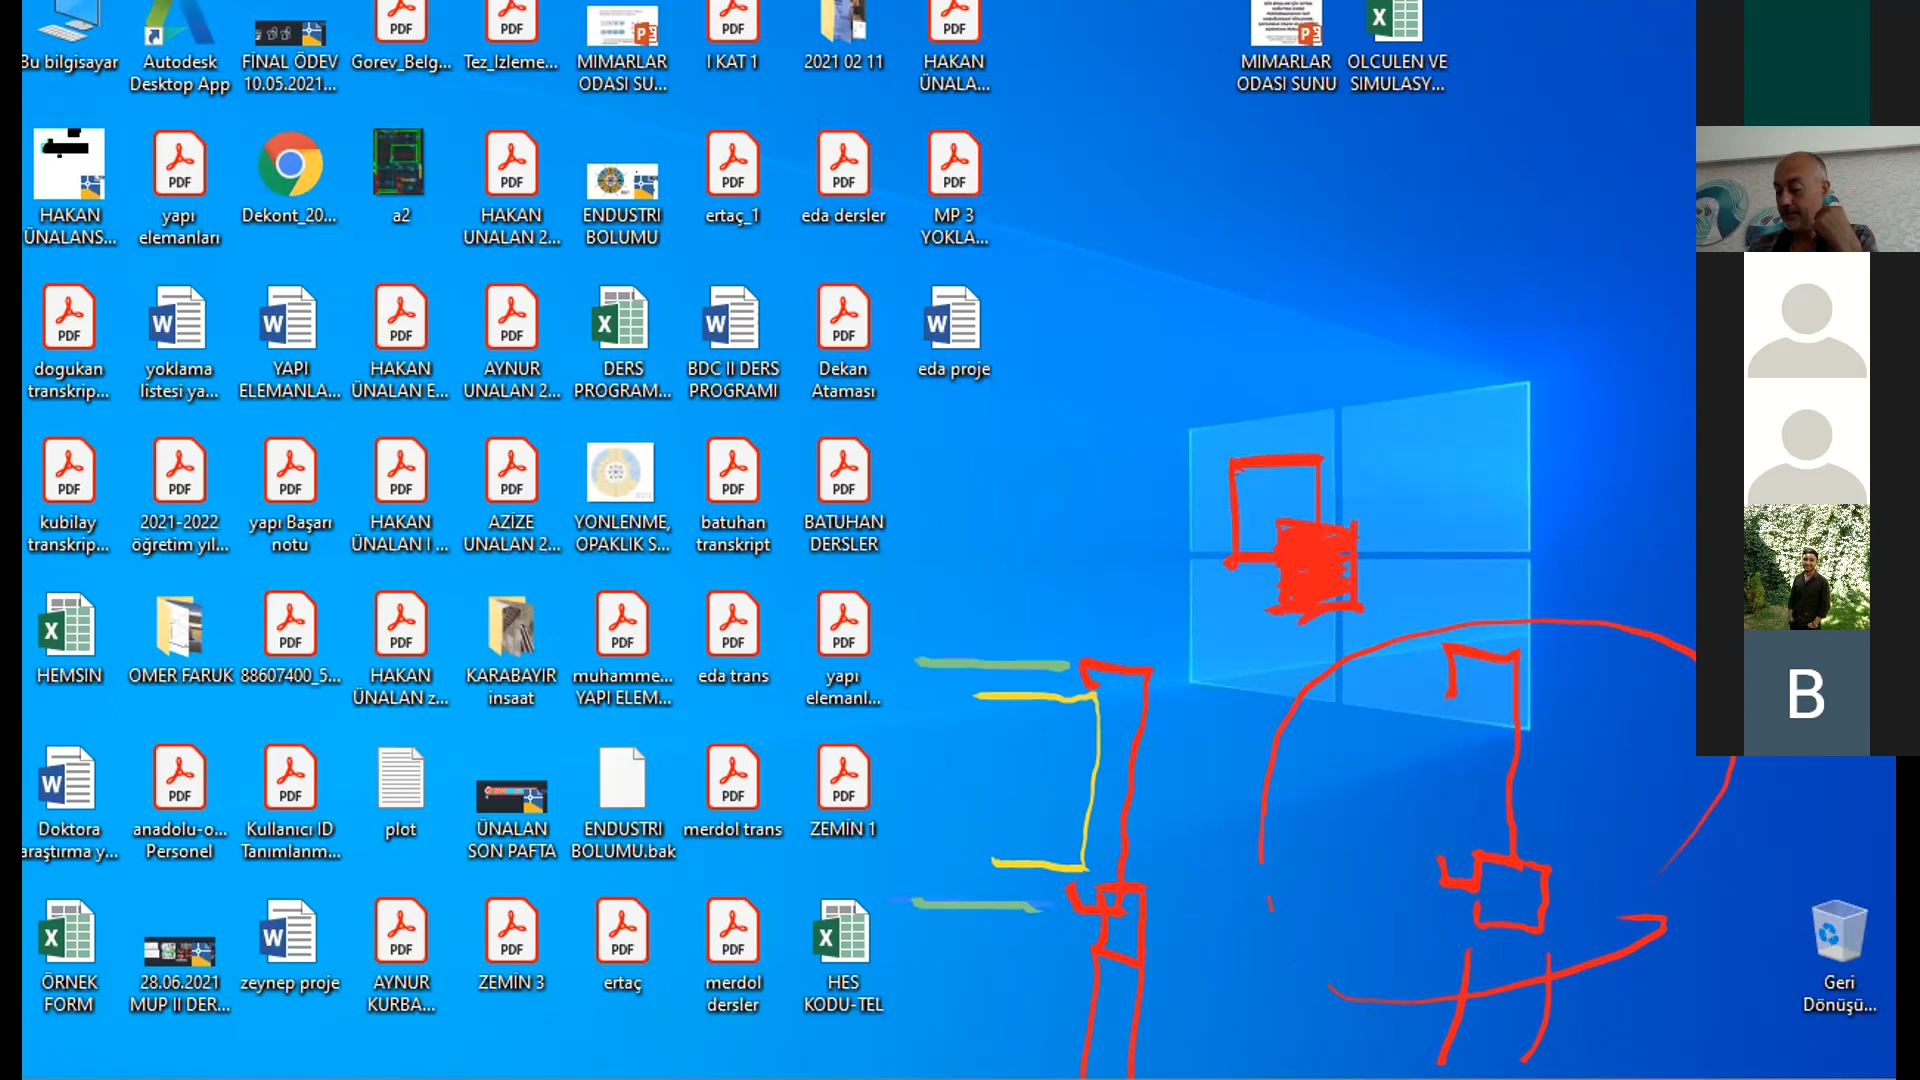 Bu bilgisayar
Autodesk
Desktop App
FİNAL ÖDEV
10.05.2021...
Gorev_Belg...
Tez_Izleme...
MIMARLAR
ODASI SU...
I KAT 1
2021 02 11
HAKAN
ÜNALA...
MIMARLAR
ODASI SUNU
OLCULEN VE
SIMULASY...
HAKAN
ÜNALANS...
yapı
elemanları
Dekont_20...
a2
HAKAN
UNALAN 2...
ENDUSTRI
BOLUMU
ertaç_1
eda dersler
MP 3
YOKLA...
dogukan
transkrip...
yoklama
listesi ya...
YAPI
ELEMANLA...
HAKAN
ÜNALAN E...
AYNUR
UNALAN 2...
DERS
PROGRAM...
BDC II DERS
PROGRAMI
Dekan
Ataması
eda proje
kubilay
transkrip...
2021-2022
öğretim yıl...
yapı Başarı
notu
HAKAN
ÜNALAN I ...
AZİZE
UNALAN 2...
YONLENME,
OPAKLIK S...
batuhan
transkript
BATUHAN
DERSLER
HEMSIN
OMER FARUK
88607400_5...
HAKAN
ÜNALAN z...
KARABAYIR
insaat
muhamme...
YAPI ELEM...
eda trans
yapı
elemanl...
B
Doktora
araştırma y...
anadolu-o...
Personel
Kullanıcı ID
Tanımlanm...
plot
ÜNALAN
SON PAFTA
ENDUSTRI
BOLUMU.bak
merdol trans
ZEMİN 1
ÖRNEK
FORM
28.06.2021
MUP II DER...
zeynep proje
AYNUR
KURBA...
ZEMİN 3
ertaç
merdol
dersler
HES
KODU-TEL
Geri
Dönüşü...